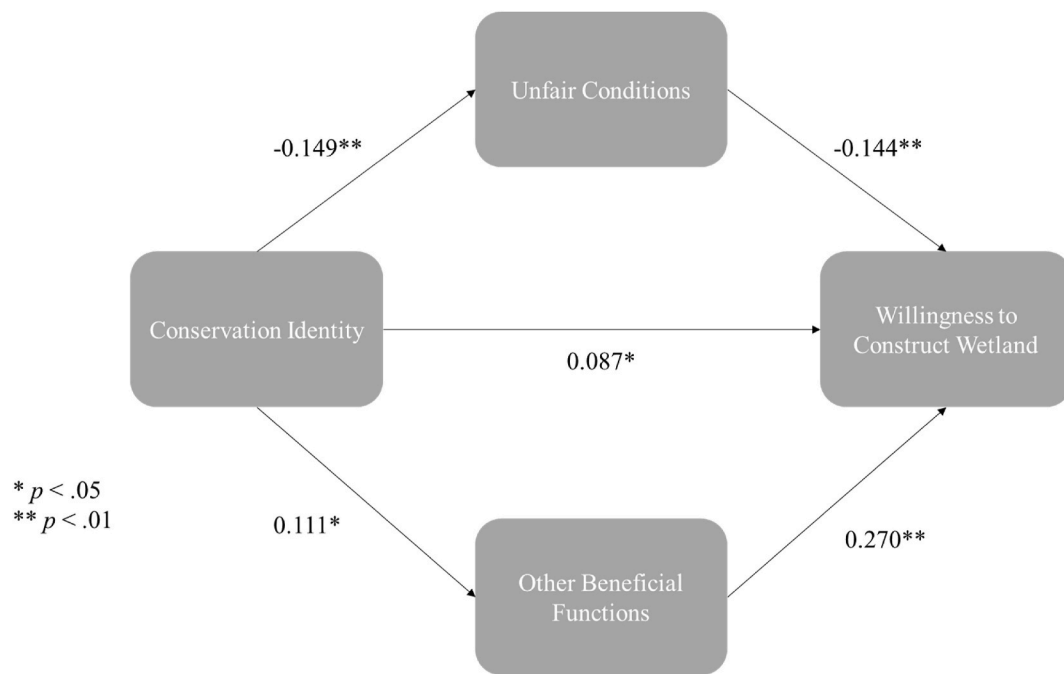 Unfair Conditions
-0.149**
-0.144**
Conservation Identity
Willingness to
Construct Wetland
0.087*
* p < .05
** p < .01
0.111*
0.270**
Other Beneficial
Functions